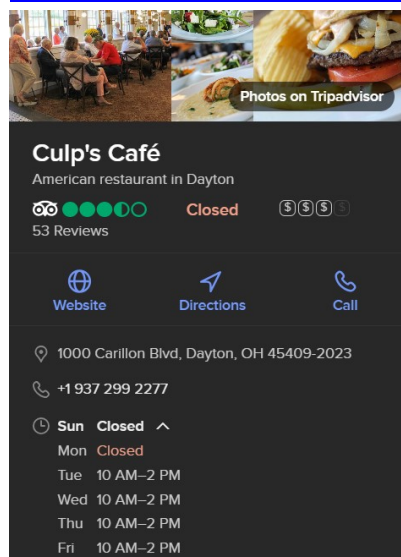 Photos on Tripadvisor
Culp's Café
American restaurant in Dayton
Closed $ $ $ $
53 Reviews
Website Directions Call
1000 Carillon Blvd, Dayton, OH 45409-2023
+1 937 299 2277
Sun Closed
Mon Closed
Tue 10 AM–2 PM
Wed 10 AM–2 PM
Thu 10 AM–2 PM
Fri 10 AM–2 PM